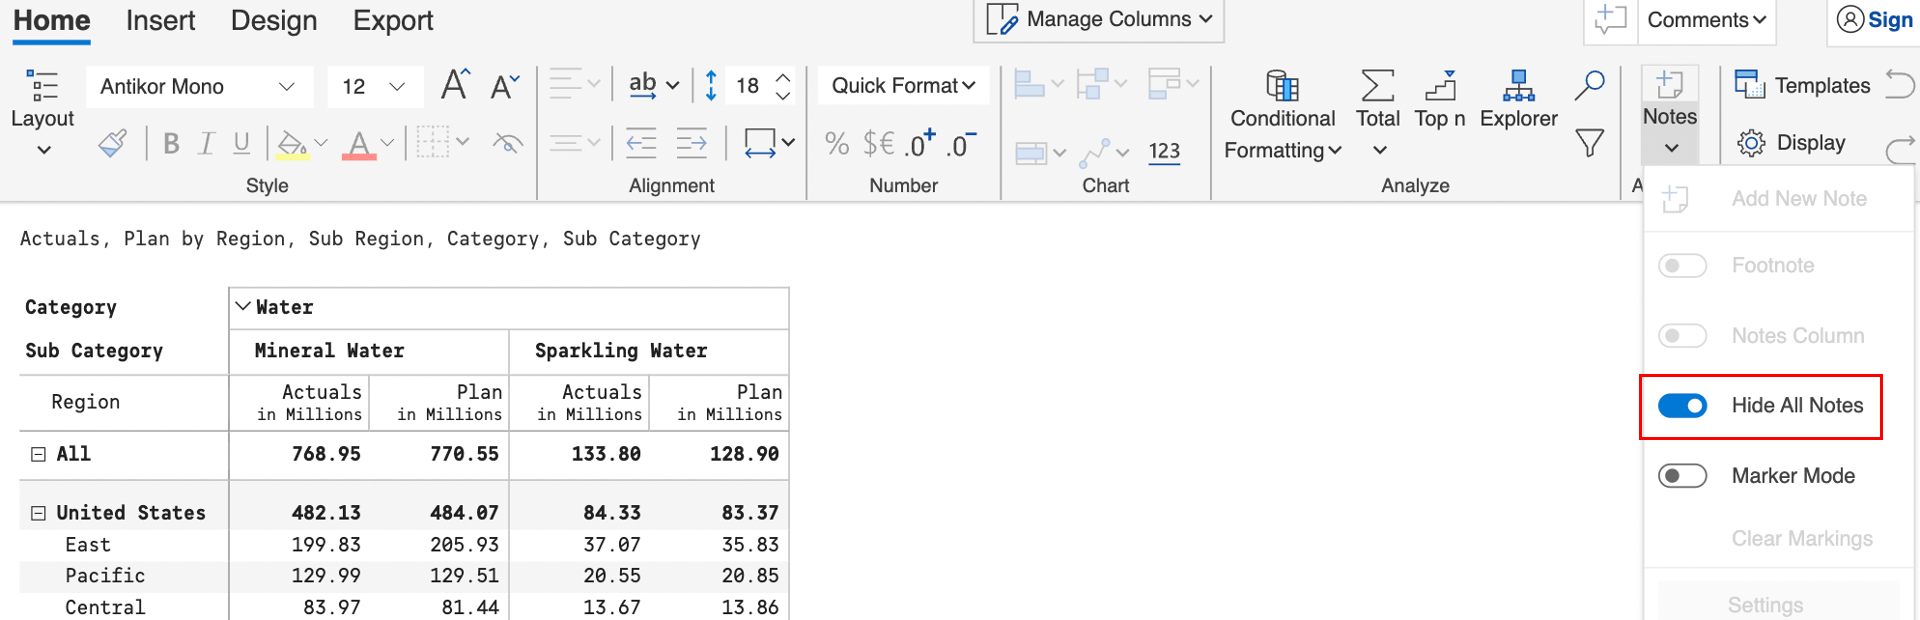 Home Insert Design Export Manage Columns Comments Sign
Antikor Mono 12 A A ab 18 Quick Format Templates
Layout Conditional Total Top n Explorer Notes
B I U A % $€ .0+ .0- 123 Formatting Display
Style Alignment Number Chart Analyze A
Add New Note
Footnote
Notes Column
Hide All Notes
Marker Mode
Clear Markings
Settings
Actuals, Plan by Region, Sub Region, Category, Sub Category
Category Water
Sub Category Mineral Water Sparkling Water
Region Actuals Plan Actuals Plan
in Millions in Millions in Millions in Millions
All 768.95 770.55 133.80 128.90
United States 482.13 484.07 84.33 83.37
East 199.83 205.93 37.07 35.83
Pacific 129.99 129.51 20.55 20.85
Central 83.97 81.44 13.67 13.86